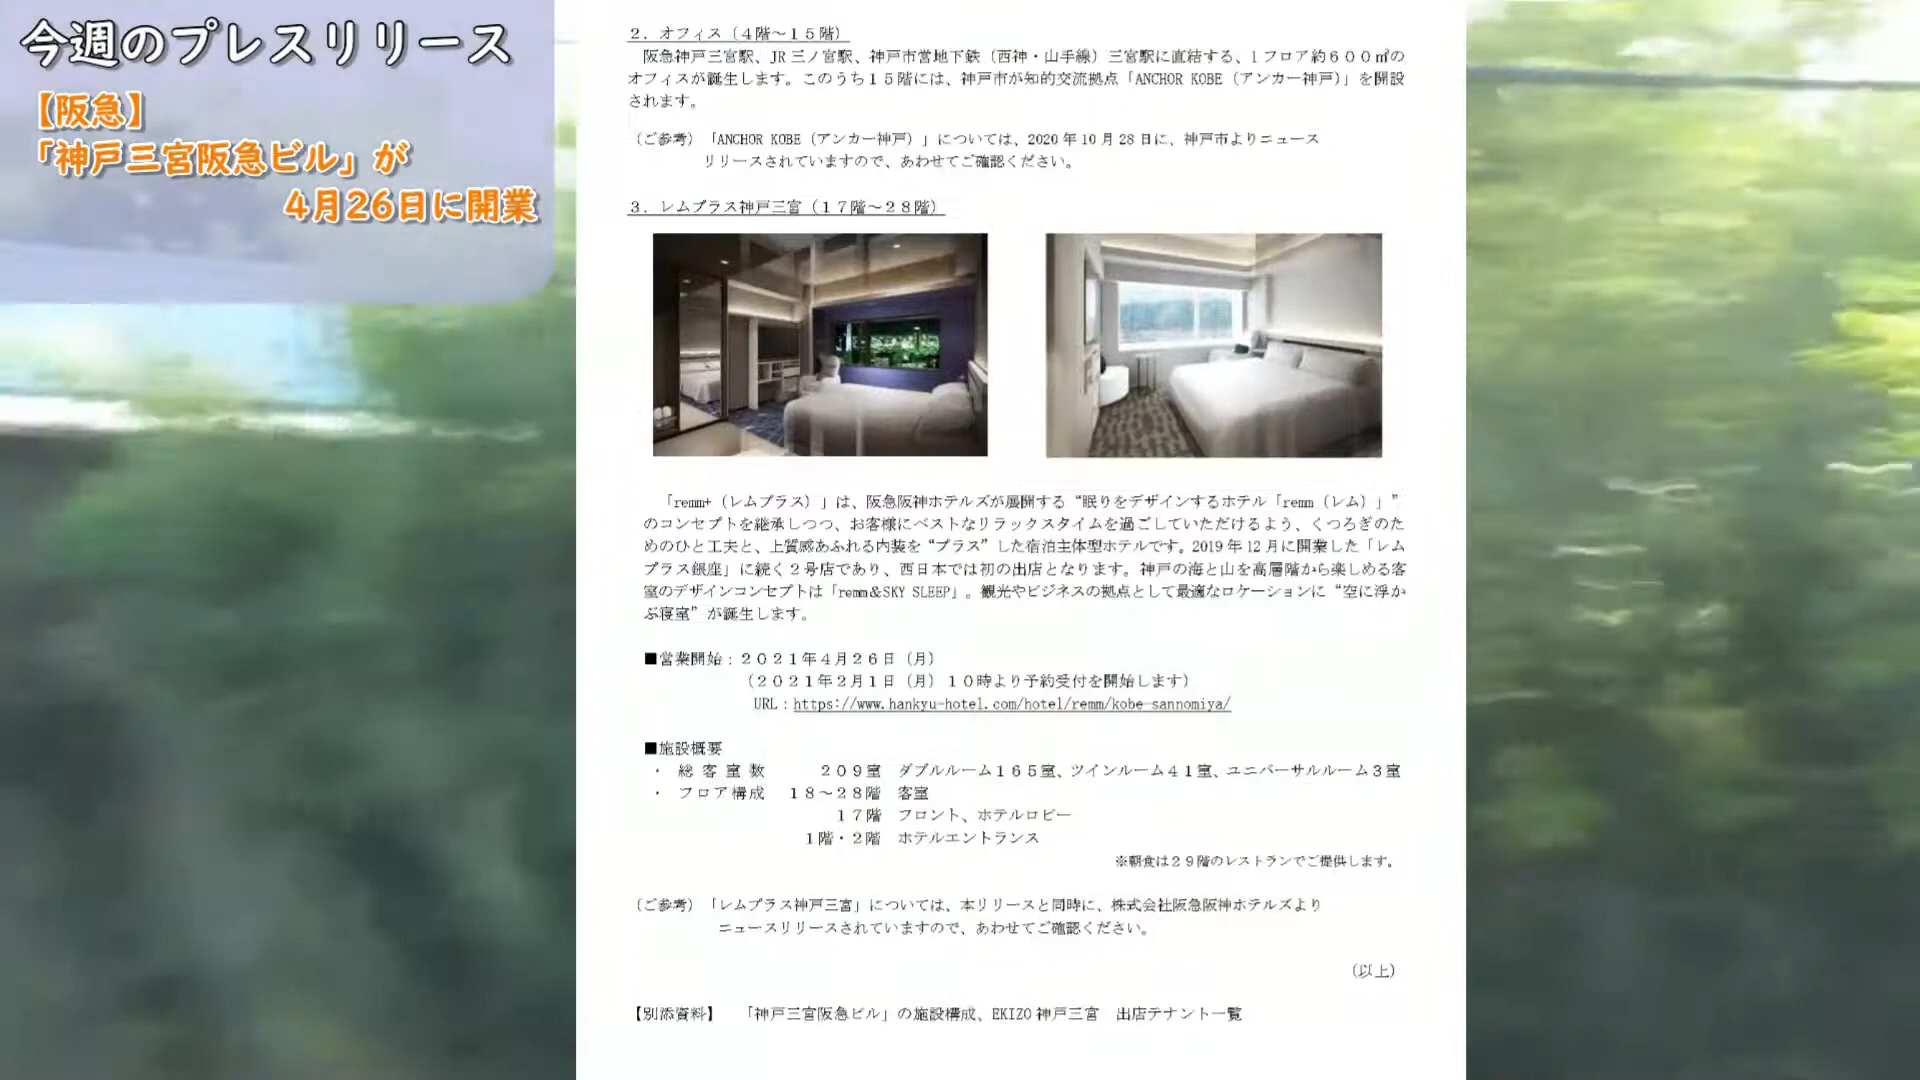 今週のプレスリリース
【阪急】
「神戸三宮阪急ビル」が
4月26日に開業
２．オフィス（４階～１５階）
阪急神戸三宮駅、JR三ノ宮駅、神戸市営地下鉄（西神・山手線）三宮駅に直結する、１フロア約６００㎡の
オフィスが誕生します。このうち１５階には、神戸市が知的交流拠点「ANCHOR KOBE（アンカー神戸）」を開設
されます。
（ご参考）「ANCHOR KOBE（アンカー神戸）」については、2020年10月28日に、神戸市よりニュース
リリースされていますので、あわせてご確認ください。
３．レムプラス神戸三宮（１７階～２８階）
「remm+（レムプラス）」は、阪急阪神ホテルズが展開する“眠りをデザインするホテル「remm（レム）」”
のコンセプトを継承しつつ、お客様にベストなリラックスタイムを過ごしていただけるよう、くつろぎのた
めのひと工夫と、上質感あふれる内装を“プラス”した宿泊主体型ホテルです。2019年12月に開業した「レム
プラス銀座」に続く２号店であり、西日本では初の出店となります。神戸の海と山を高層階から楽しめる客
室のデザインコンセプトは「remm＆SKY SLEEP」。観光やビジネスの拠点として最適なロケーションに“空に浮か
ぶ寝室”が誕生します。
■営業開始：２０２１年４月２６日（月）
（２０２１年２月１日（月）１０時より予約受付を開始します）
URL：https://www.hankyu-hotel.com/hotel/remm/kobe-sannomiya/
■施設概要
・ 総客室数 ２０９室 ダブルルーム１６５室、ツインルーム４１室、ユニバーサルルーム３室
・ フロア構成 １８～２８階 客室
１７階 フロント、ホテルロビー
１階・２階 ホテルエントランス
※朝食は２９階のレストランでご提供します。
（ご参考）「レムプラス神戸三宮」については、本リリースと同時に、株式会社阪急阪神ホテルズより
ニュースリリースされていますので、あわせてご確認ください。
（以上）
【別添資料】 「神戸三宮阪急ビル」の施設構成、EKIZO神戸三宮 出店テナント一覧